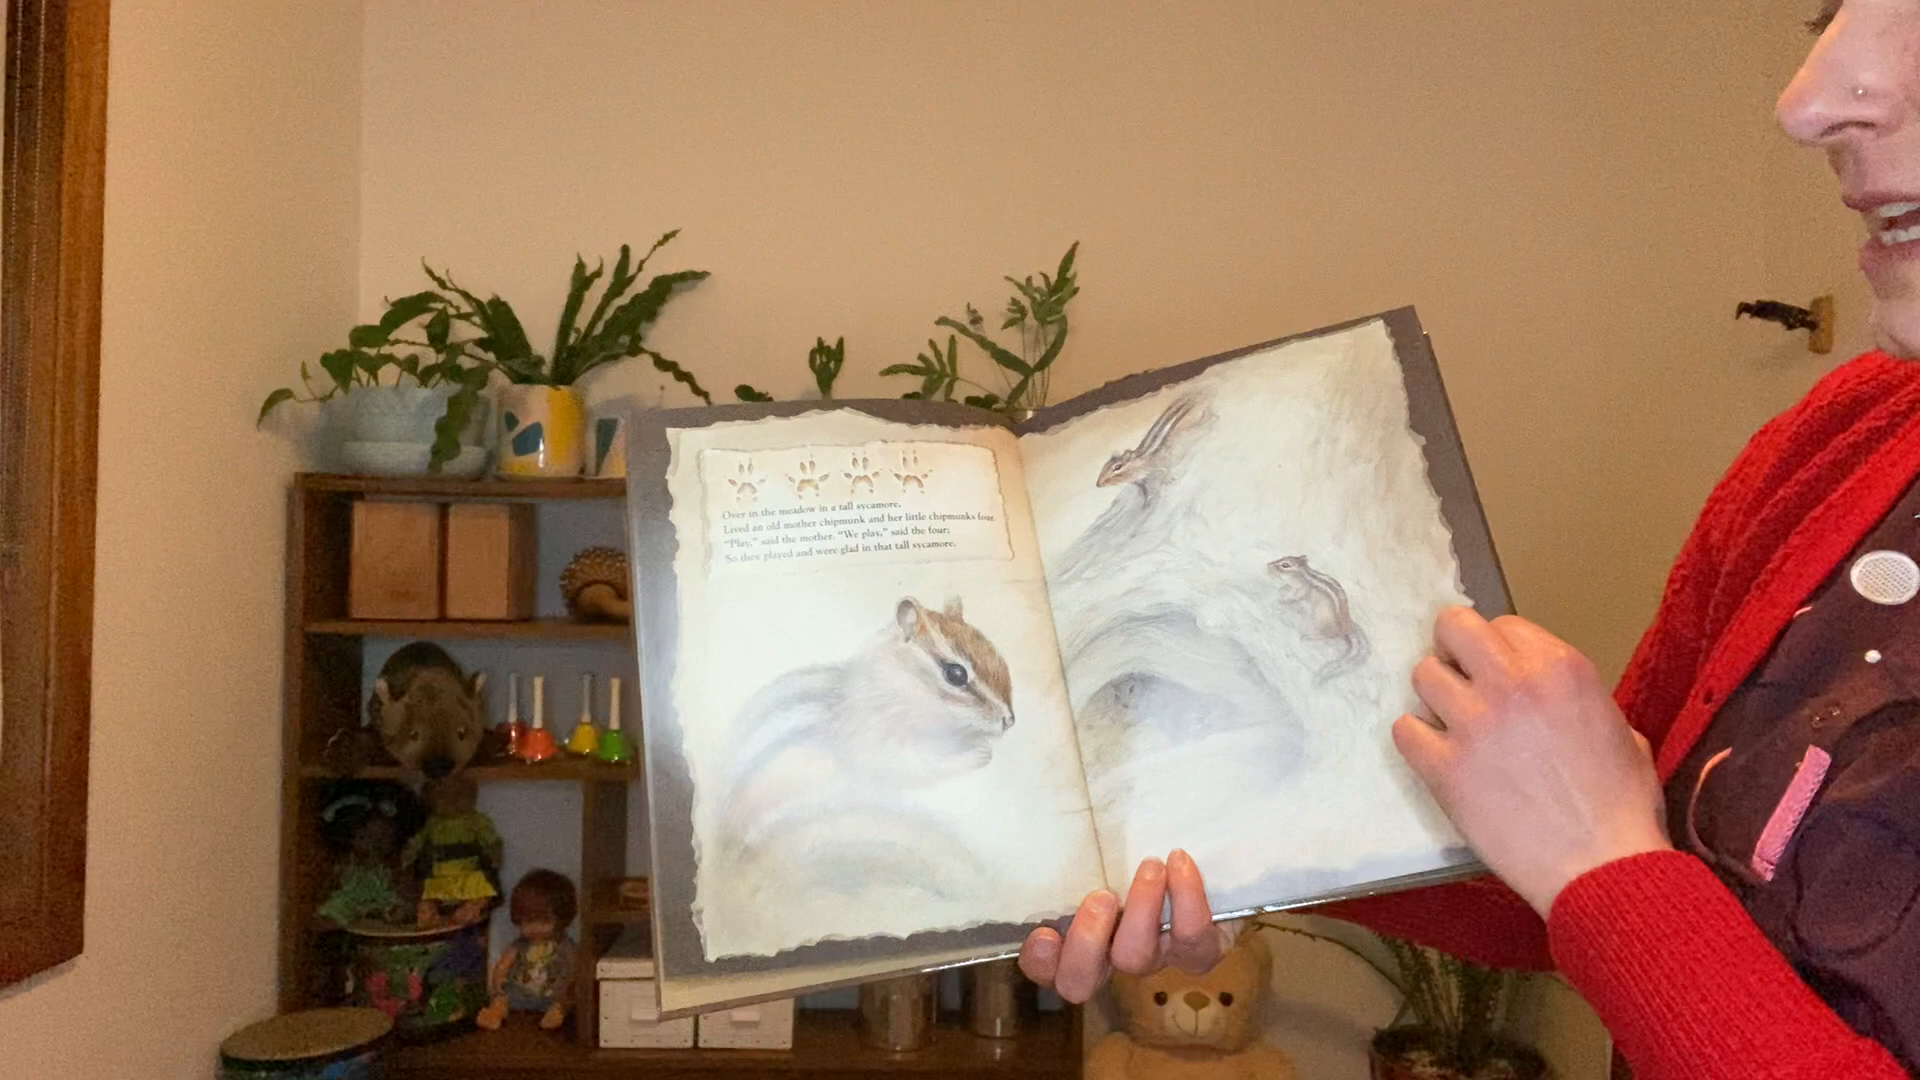 Over in the meadow in a tall sycamore,
Lived an old mother chipmunk and her little chipmunks four.
"Play," said the mother. "We play," said the four;
So they played and were glad in that tall sycamore.